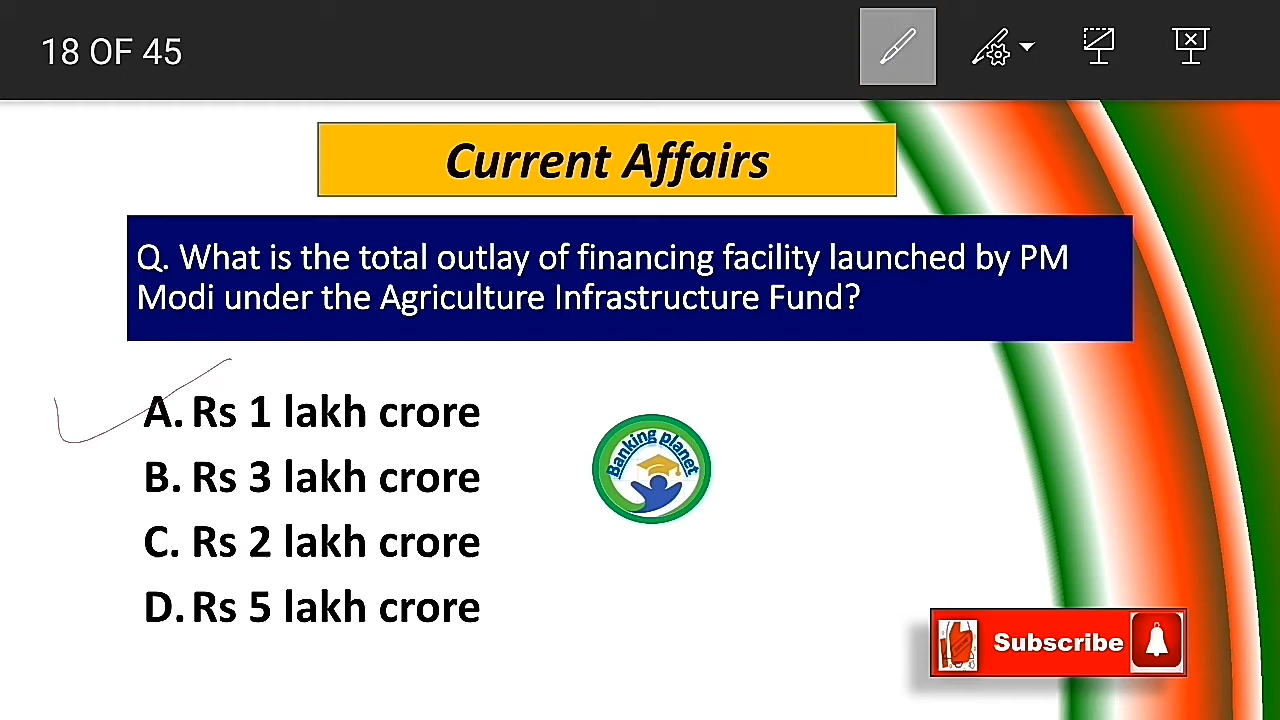 18 OF 45
Current Affairs
Q. What is the total outlay of financing facility launched by PM
Modi under the Agriculture Infrastructure Fund?
A. Rs 1 lakh crore
B. Rs 3 lakh crore
Banking planet
C. Rs 2 lakh crore
D. Rs 5 lakh crore
Subscribe